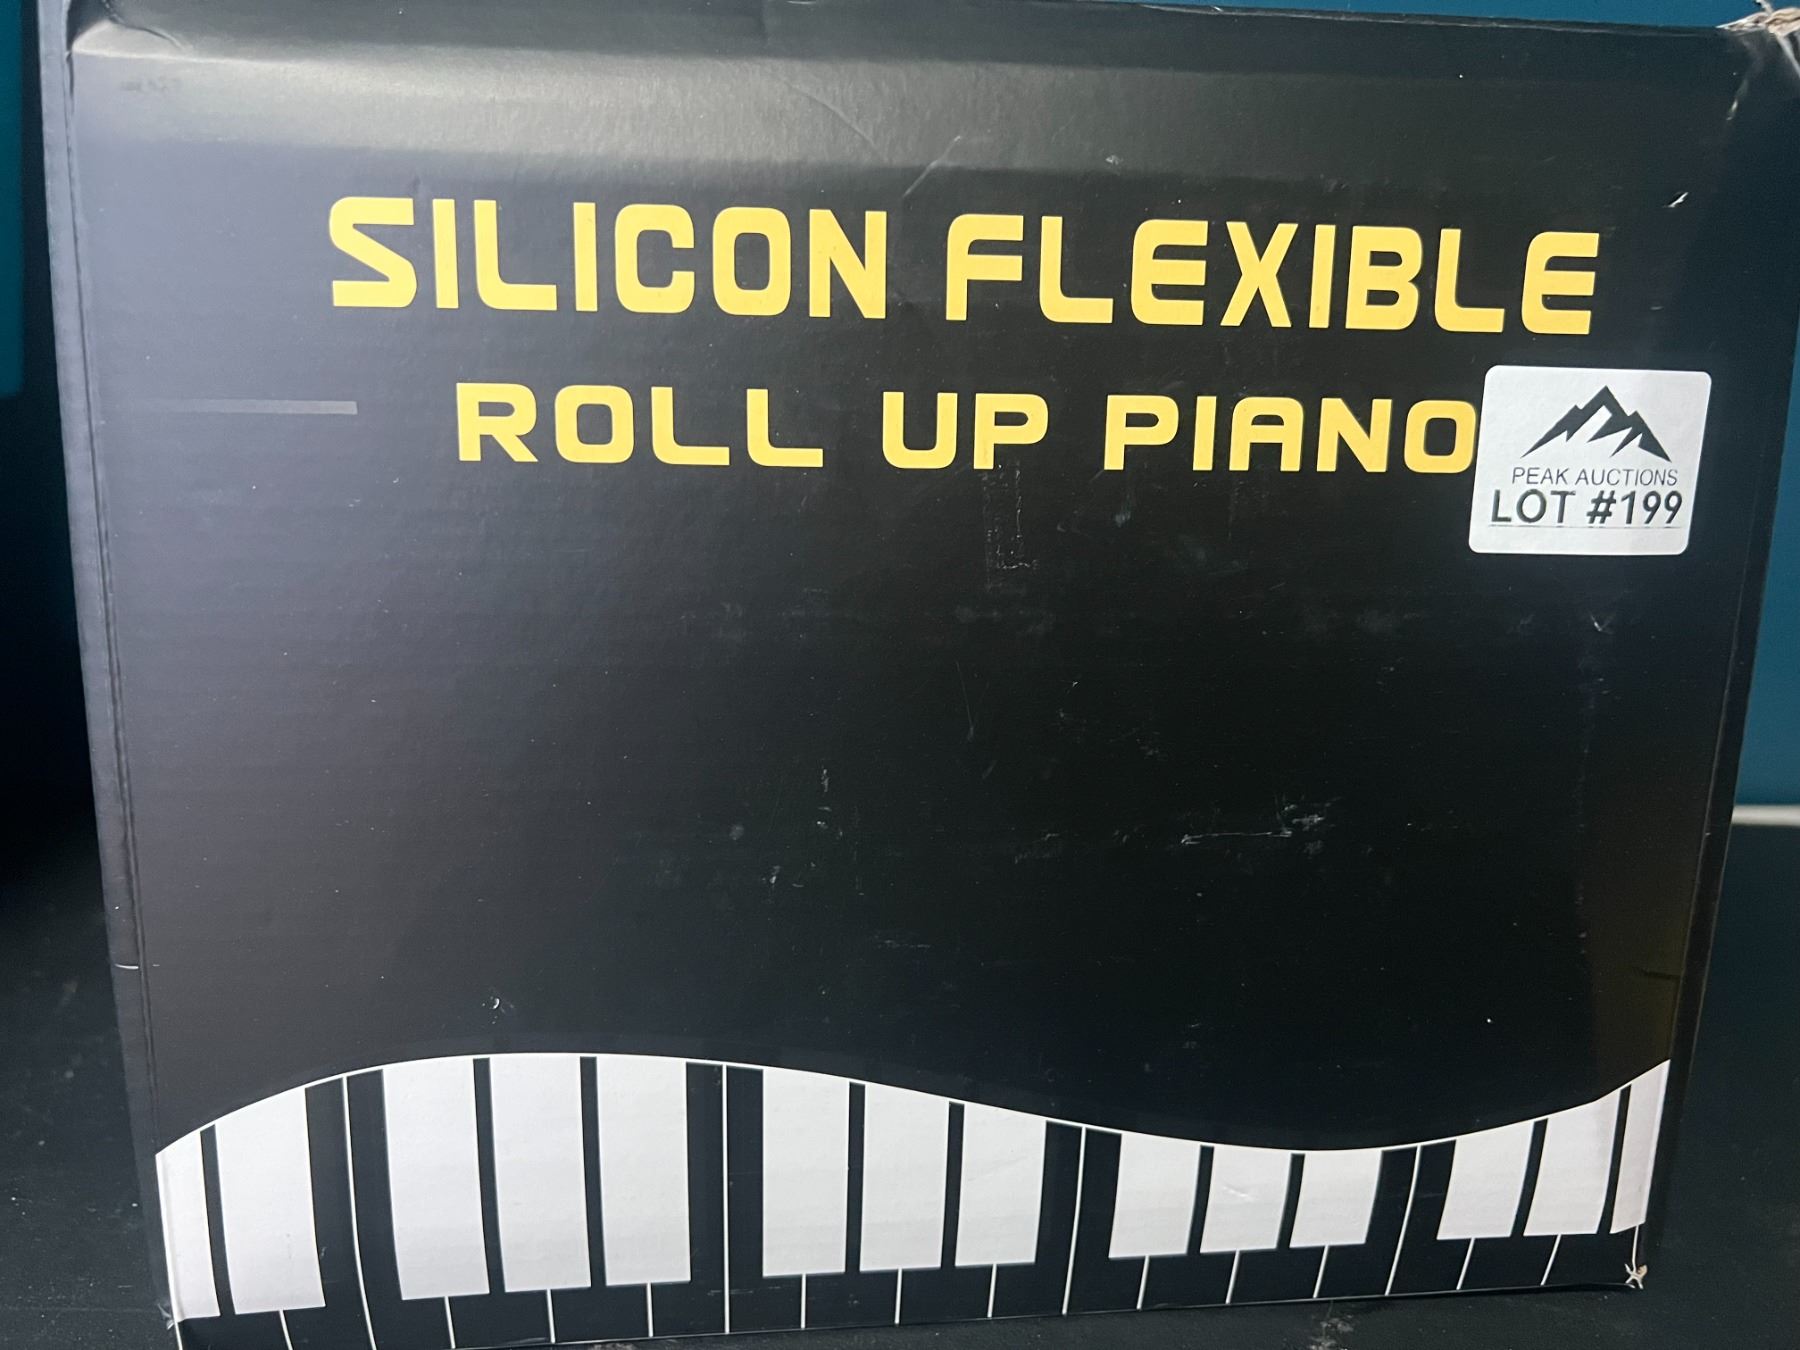 SILICON FLEXIBLE
ROLL UP PIANO
PEAK AUCTIONS
LOT #199